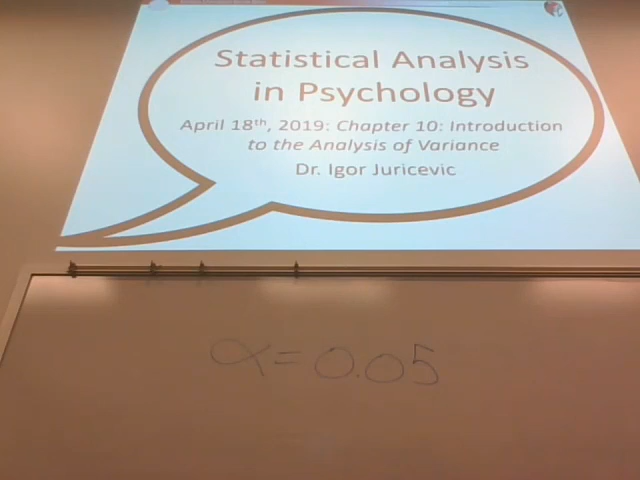 Statistical Analysis
in Psychology
April 18th, 2019: Chapter 10: Introduction
to the Analysis of Variance
Dr. Igor Juricevic
α = 0.05